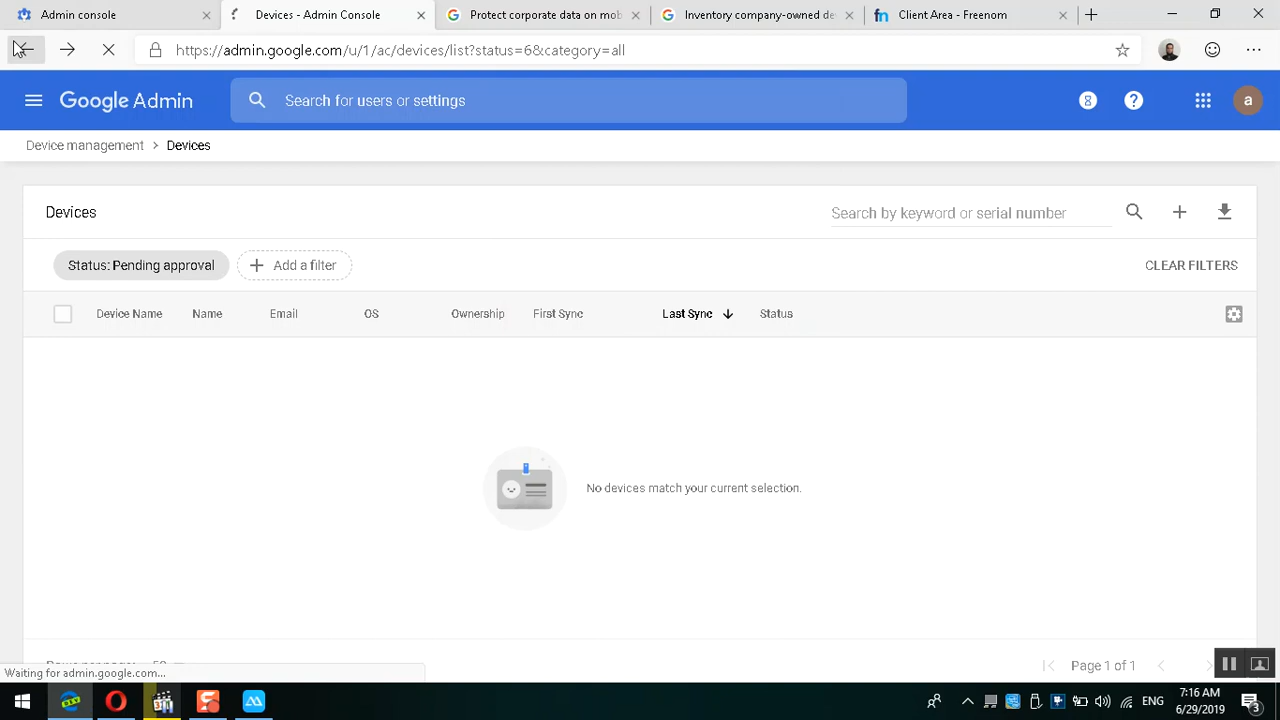 Admin console
Devices - Admin Console
Protect corporate data on mob
Inventory company-owned de
Client Area - Freenom
https://admin.google.com/u/1/ac/devices/list?status=6&category=all
Google Admin
Search for users or settings
8
?
a
Device management > Devices
Devices
Search by keyword or serial number
Status: Pending approval
Add a filter
CLEAR FILTERS
Device Name
Name
Email
OS
Ownership
First Sync
Last Sync
Status
No devices match your current selection.
Page 1 of 1
Waiting for admin.google.com...
ENG
7:16 AM
6/29/2019
3